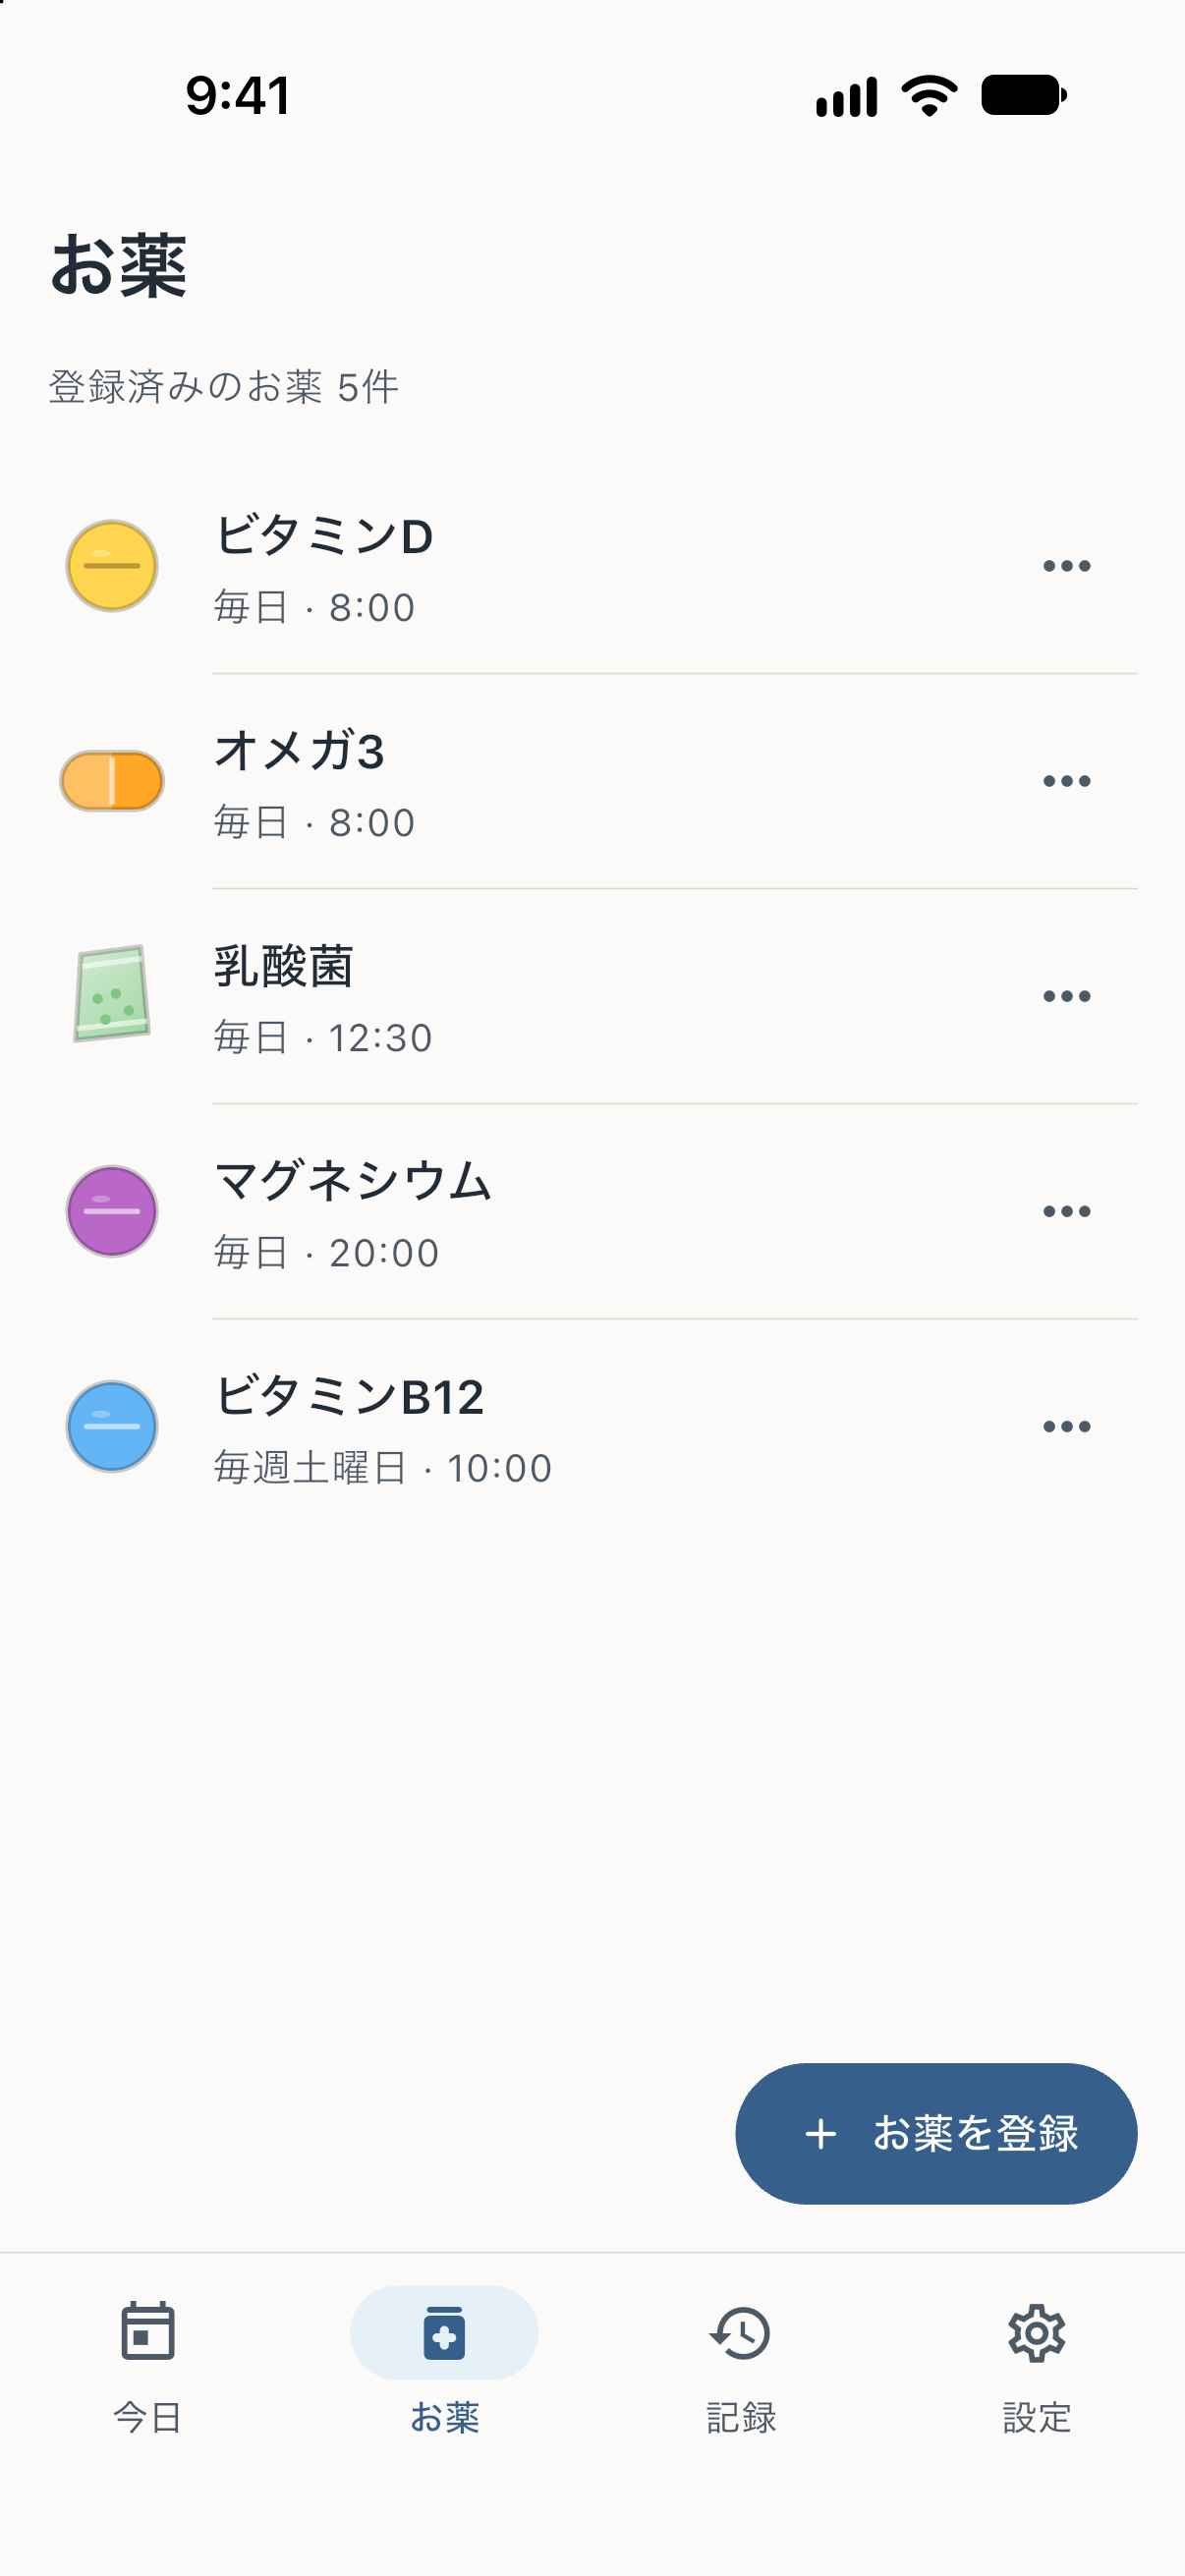 9:41
お薬
登録済みのお薬 5件
ビタミンD
毎日 · 8:00
オメガ3
毎日 · 8:00
乳酸菌
毎日 · 12:30
マグネシウム
毎日 · 20:00
ビタミンB12
毎週土曜日 · 10:00
+ お薬を登録
今日
お薬
記録
設定